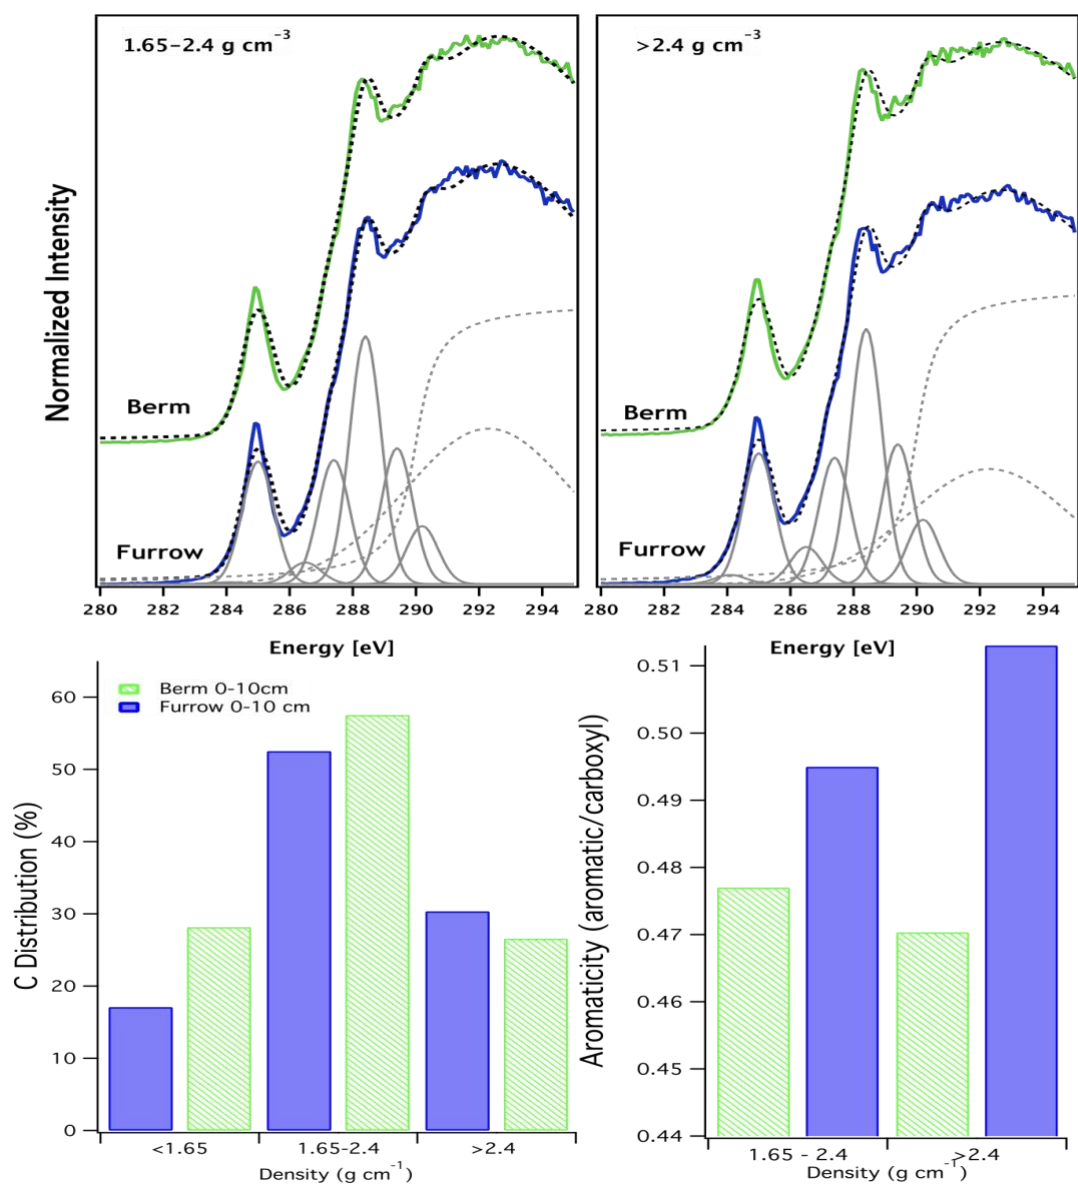 1.65–2.4 g cm⁻³
Normalized Intensity
Berm
Furrow
280 282 284 286 288 290 292 294
Energy [eV]
>2.4 g cm⁻³
Berm
Furrow
280 282 284 286 288 290 292 294
Energy [eV]
C Distribution (%)
60
50
40
30
20
10
0
Berm 0-10cm
Furrow 0-10 cm
<1.65 1.65-2.4 >2.4
Density (g cm⁻¹)
Aromaticity (aromatic/carboxyl)
0.51
0.50
0.49
0.48
0.47
0.46
0.45
0.44
1.65 - 2.4 >2.4
Density (g cm⁻¹)